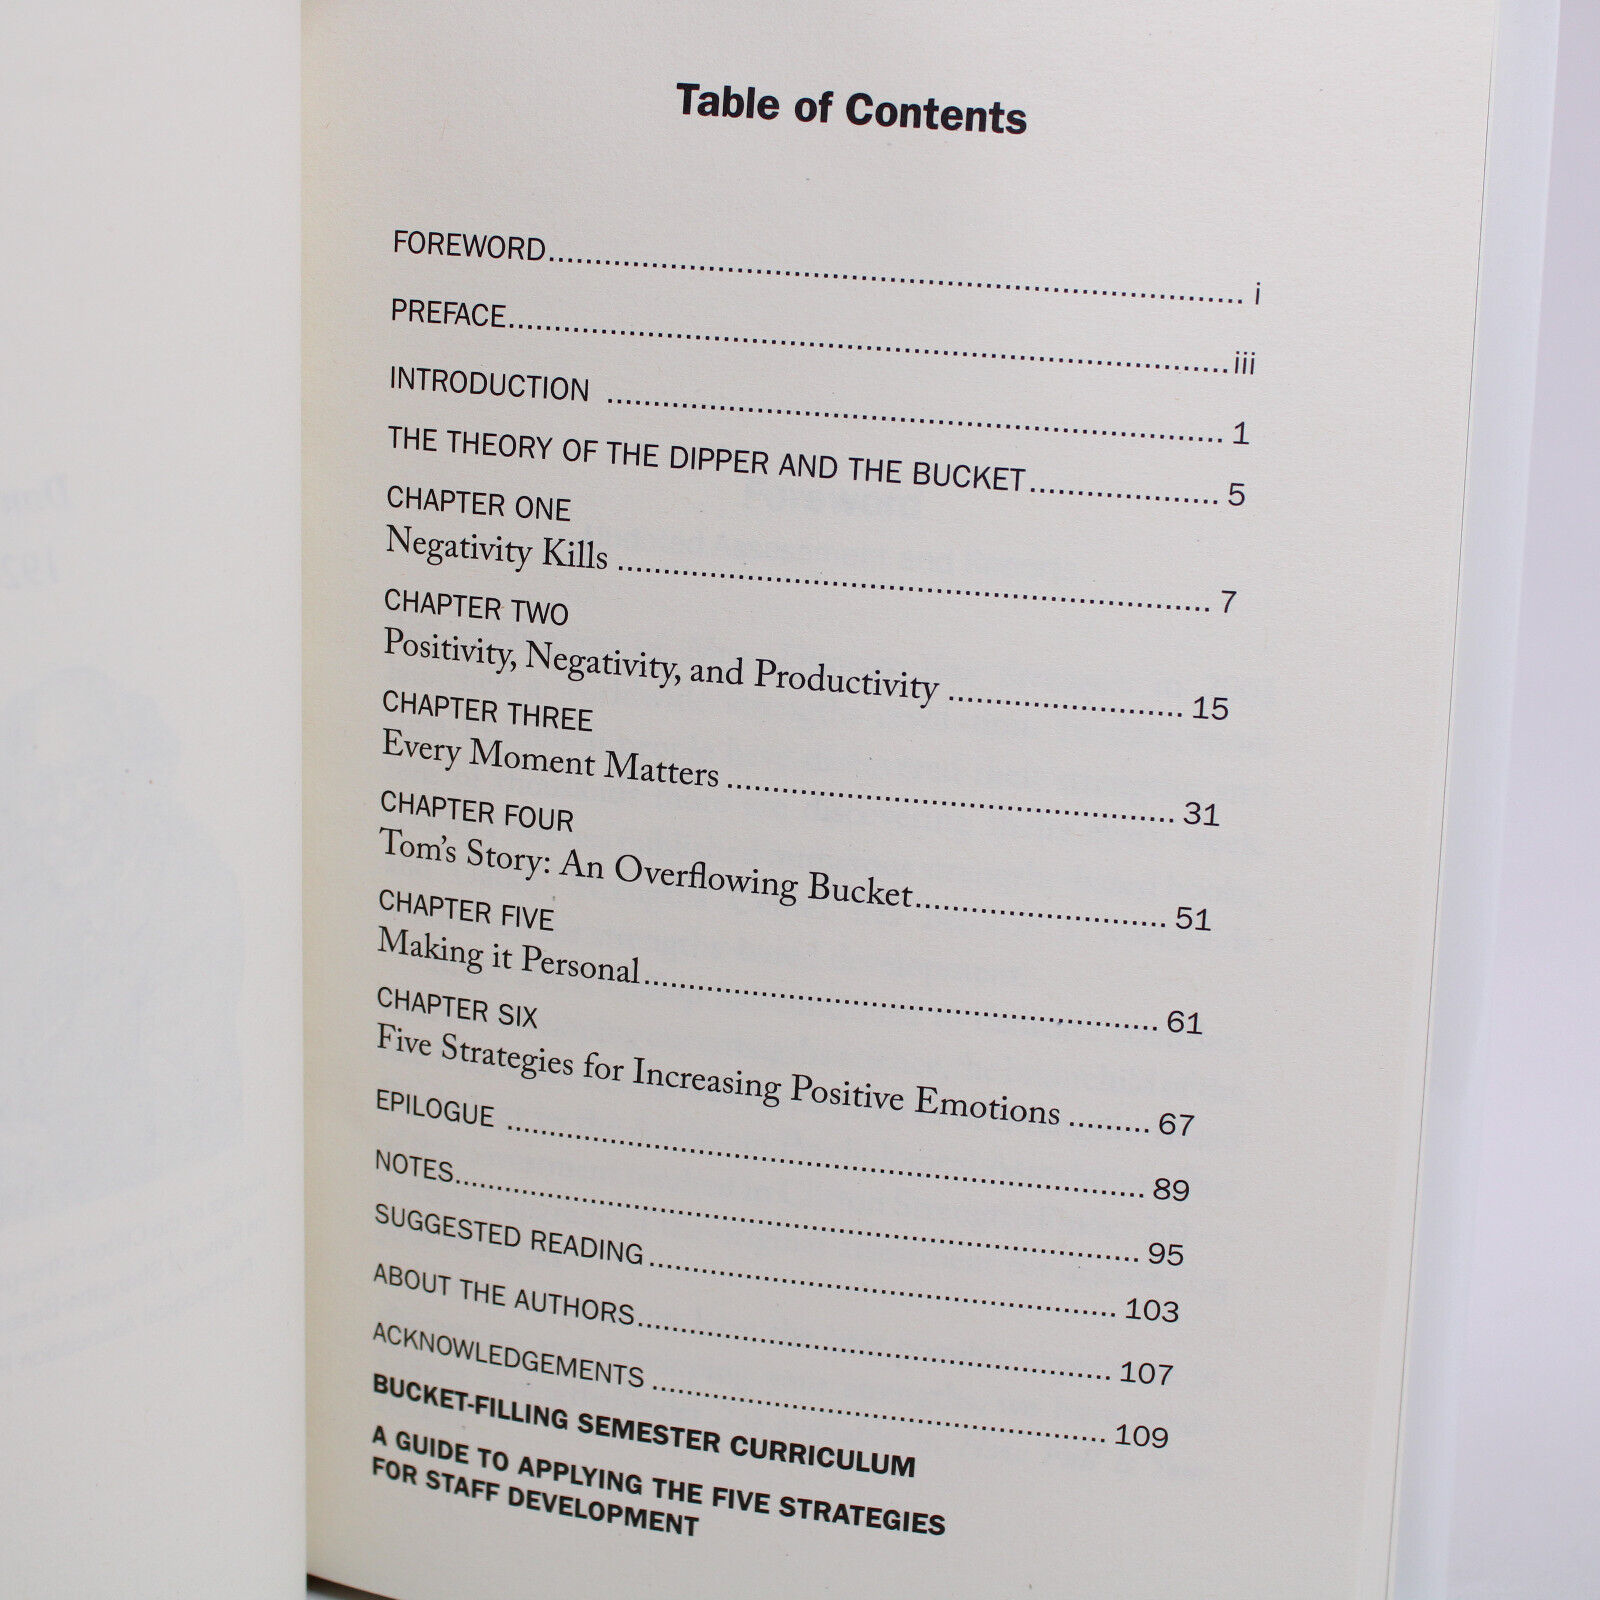 Table of Contents
FOREWORD............................................................................ i
PREFACE..............................................................................iii
INTRODUCTION .................................................................. 1
THE THEORY OF THE DIPPER AND THE BUCKET.................... 5
CHAPTER ONE
Negativity Kills ................................................................ 7
CHAPTER TWO
Positivity, Negativity, and Productivity ......................... 15
CHAPTER THREE
Every Moment Matters ................................................ 31
CHAPTER FOUR
Tom's Story: An Overflowing Bucket........................... 51
CHAPTER FIVE
Making it Personal....................................................... 61
CHAPTER SIX
Five Strategies for Increasing Positive Emotions ......... 67
EPILOGUE .................................................................... 89
NOTES.......................................................................... 95
SUGGESTED READING .................................................. 103
ABOUT THE AUTHORS................................................... 107
ACKNOWLEDGEMENTS ................................................ 109
BUCKET-FILLING SEMESTER CURRICULUM
A GUIDE TO APPLYING THE FIVE STRATEGIES
FOR STAFF DEVELOPMENT